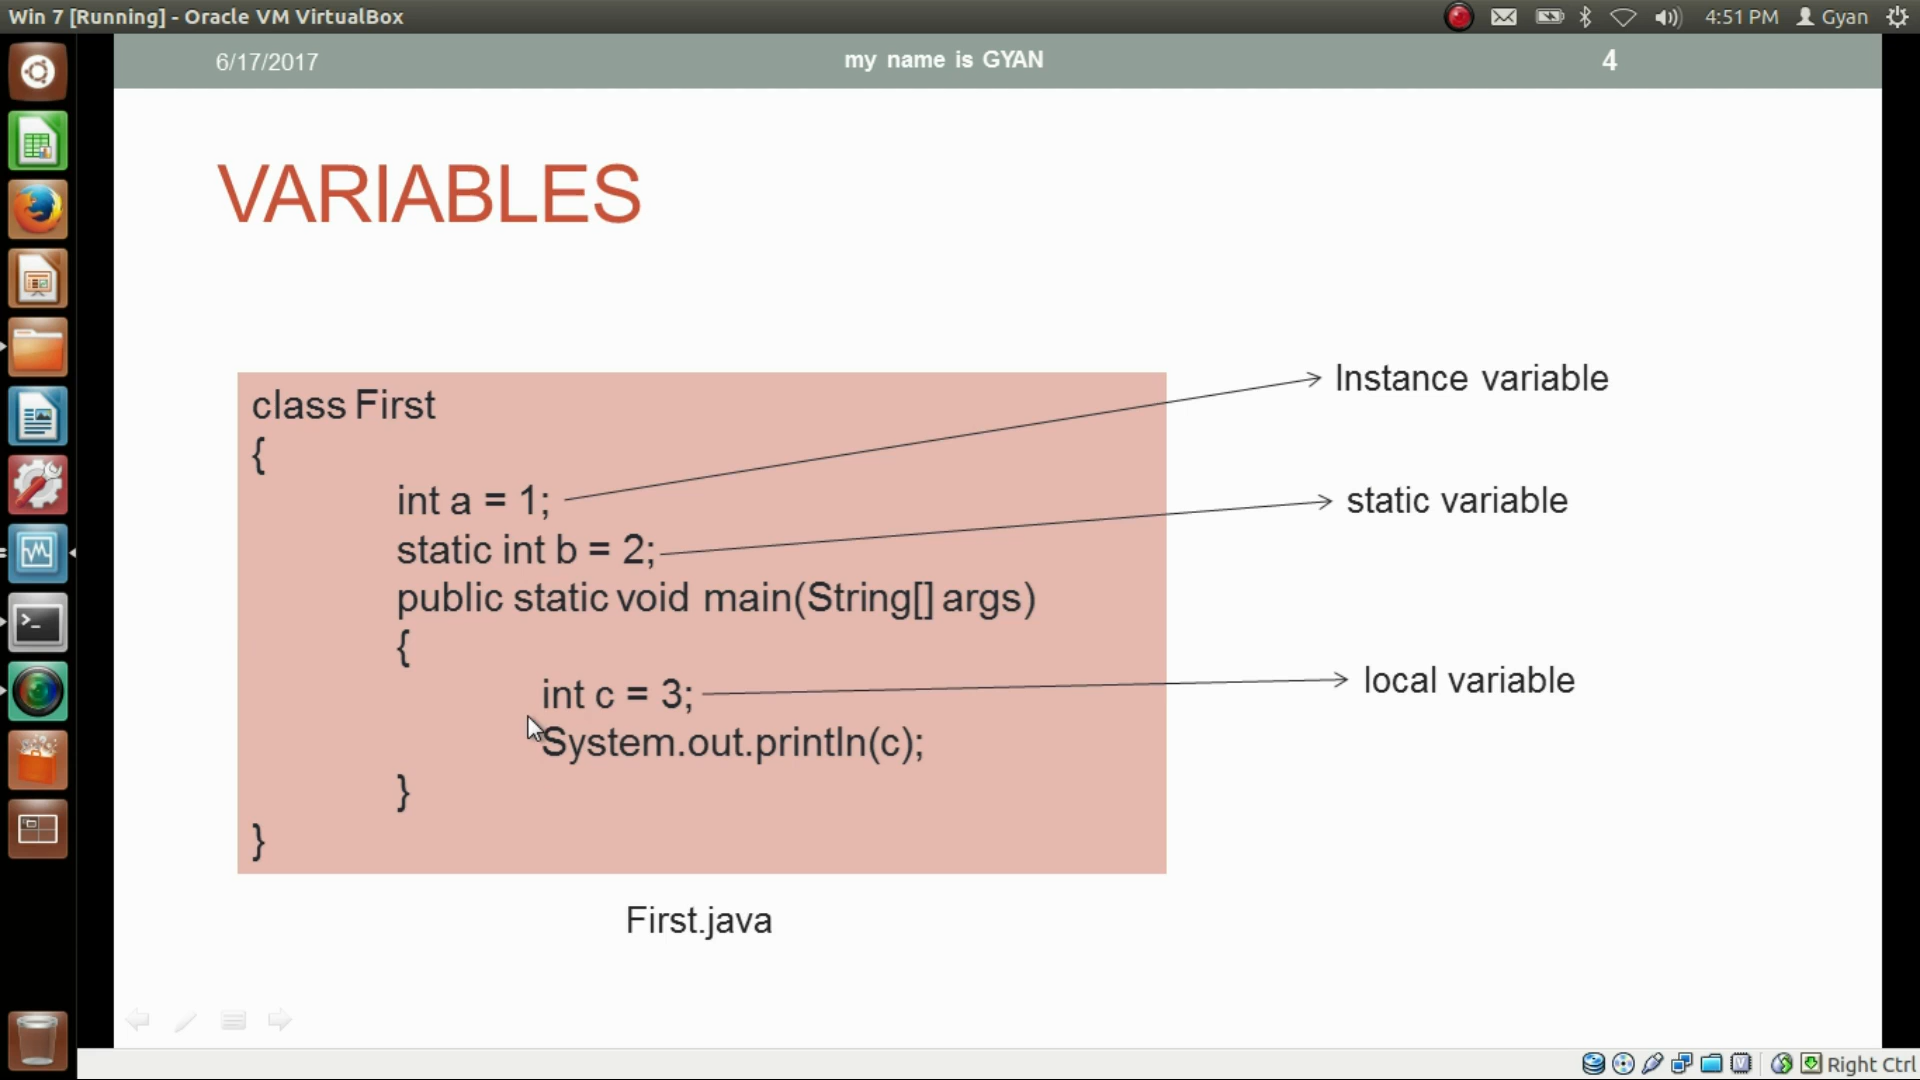 Win 7 [Running] - Oracle VM VirtualBox
4:51 PM
Gyan
6/17/2017
my name is GYAN
4
VARIABLES
class First
{
int a = 1;
static int b = 2;
public static void main(String[] args)
{
int c = 3;
System.out.println(c);
}
}
Instance variable
static variable
local variable
First.java
Right Ctrl